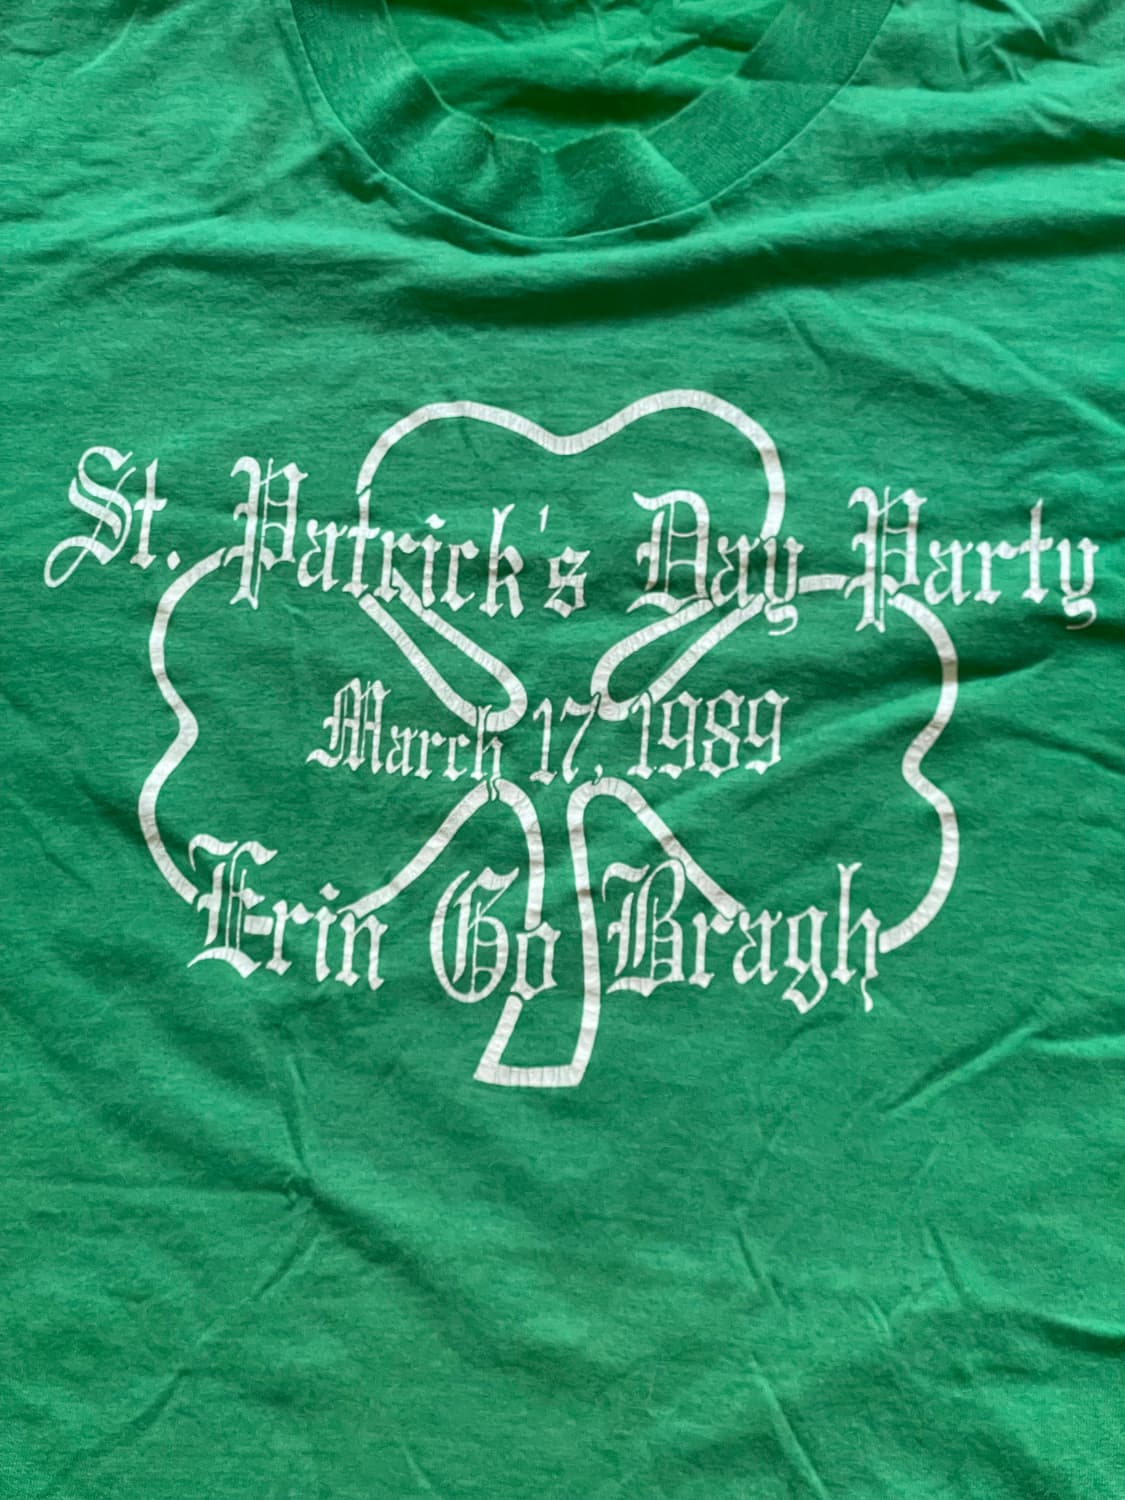 St. Patrick's Day Party
March 17, 1989
Erin Go Bragh